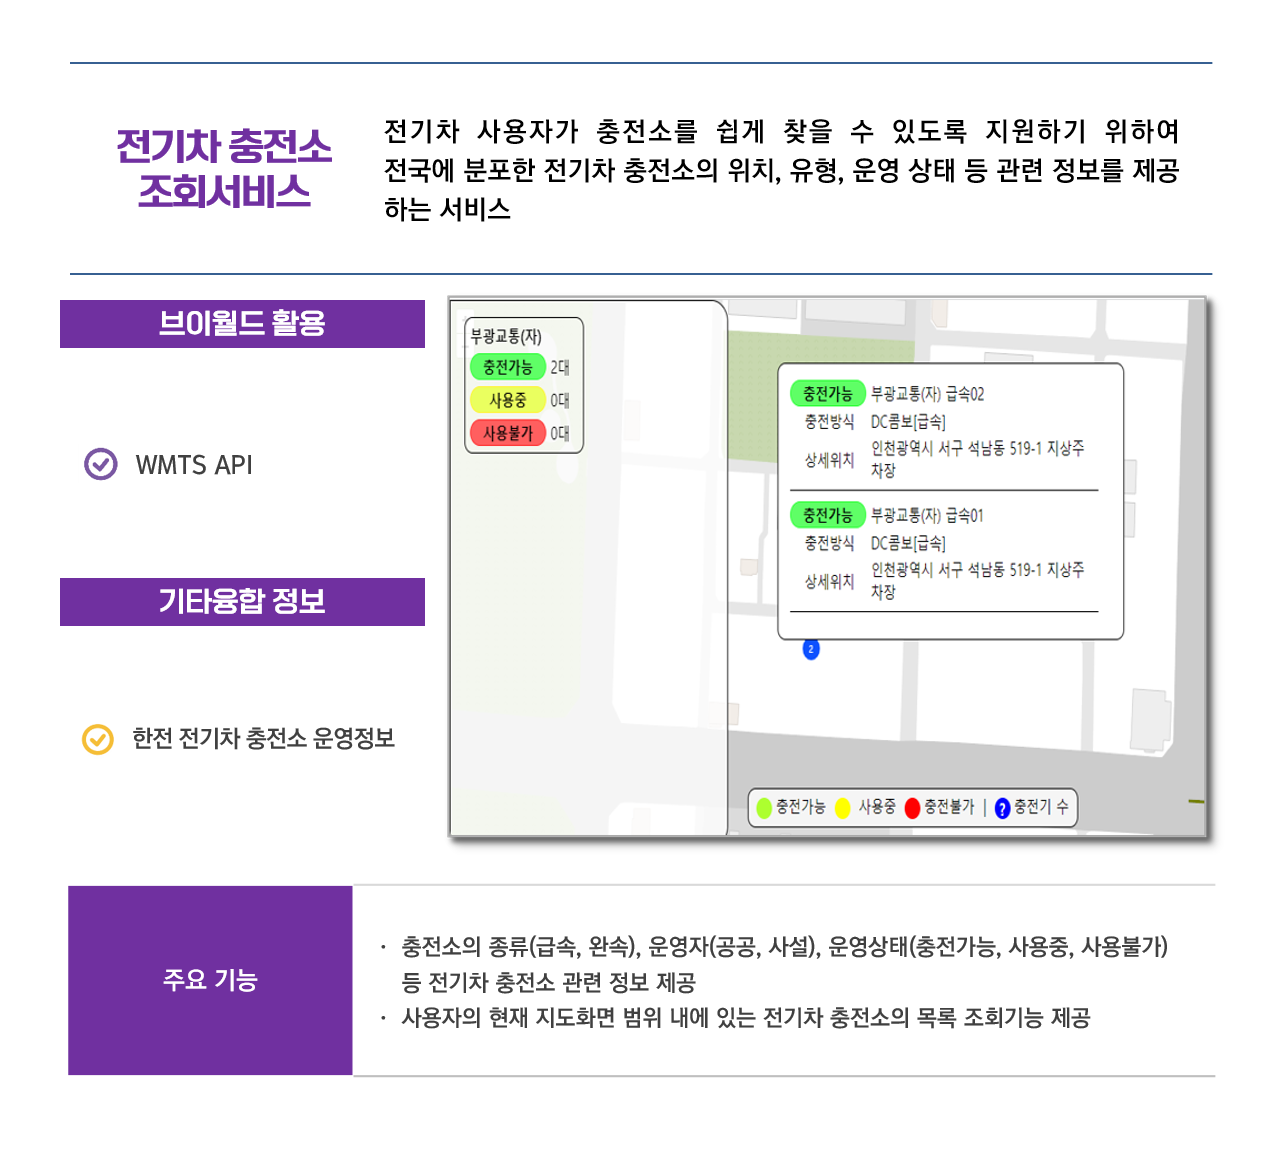 전기차 충전소
조회서비스
전기차 사용자가 충전소를 쉽게 찾을 수 있도록 지원하기 위하여
전국에 분포한 전기차 충전소의 위치, 유형, 운영 상태 등 관련 정보를 제공
하는 서비스
브이월드 활용
WMTS API
기타융합 정보
한전 전기차 충전소 운영정보
부광교통(자)
충전가능 2대
사용중 0대
사용불가 0대
충전가능 부광교통(자) 급속02
충전방식 DC콤보[급속]
상세위치 인천광역시 서구 석남동 519-1 지상주
차장
충전가능 부광교통(자) 급속01
충전방식 DC콤보[급속]
상세위치 인천광역시 서구 석남동 519-1 지상주
차장
2
충전가능 사용중 충전불가 | ? 충전기 수
주요 기능
· 충전소의 종류(급속, 완속), 운영자(공공, 사설), 운영상태(충전가능, 사용중, 사용불가)
등 전기차 충전소 관련 정보 제공
· 사용자의 현재 지도화면 범위 내에 있는 전기차 충전소의 목록 조회기능 제공